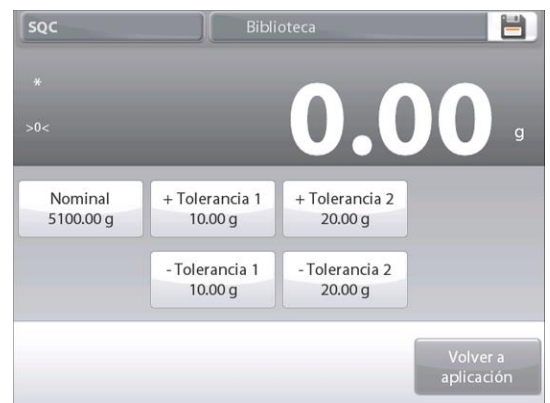 SQC
Biblioteca
*
>0<
0.00 g
Nominal
5100.00 g
+ Tolerancia 1
10.00 g
+ Tolerancia 2
20.00 g
- Tolerancia 1
10.00 g
- Tolerancia 2
20.00 g
Volver a
aplicación